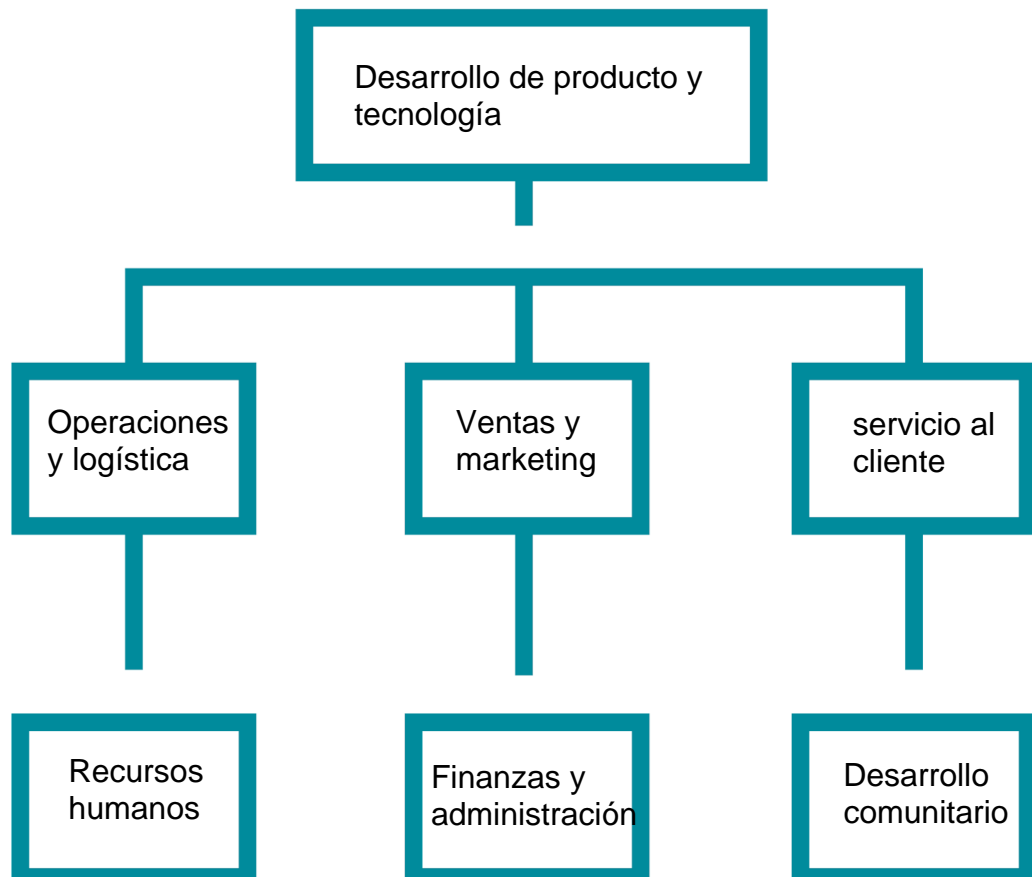 Desarrollo de producto y
tecnología
Operaciones
y logística
Ventas y
marketing
servicio al
cliente
Recursos
humanos
Finanzas y
administración
Desarrollo
comunitario